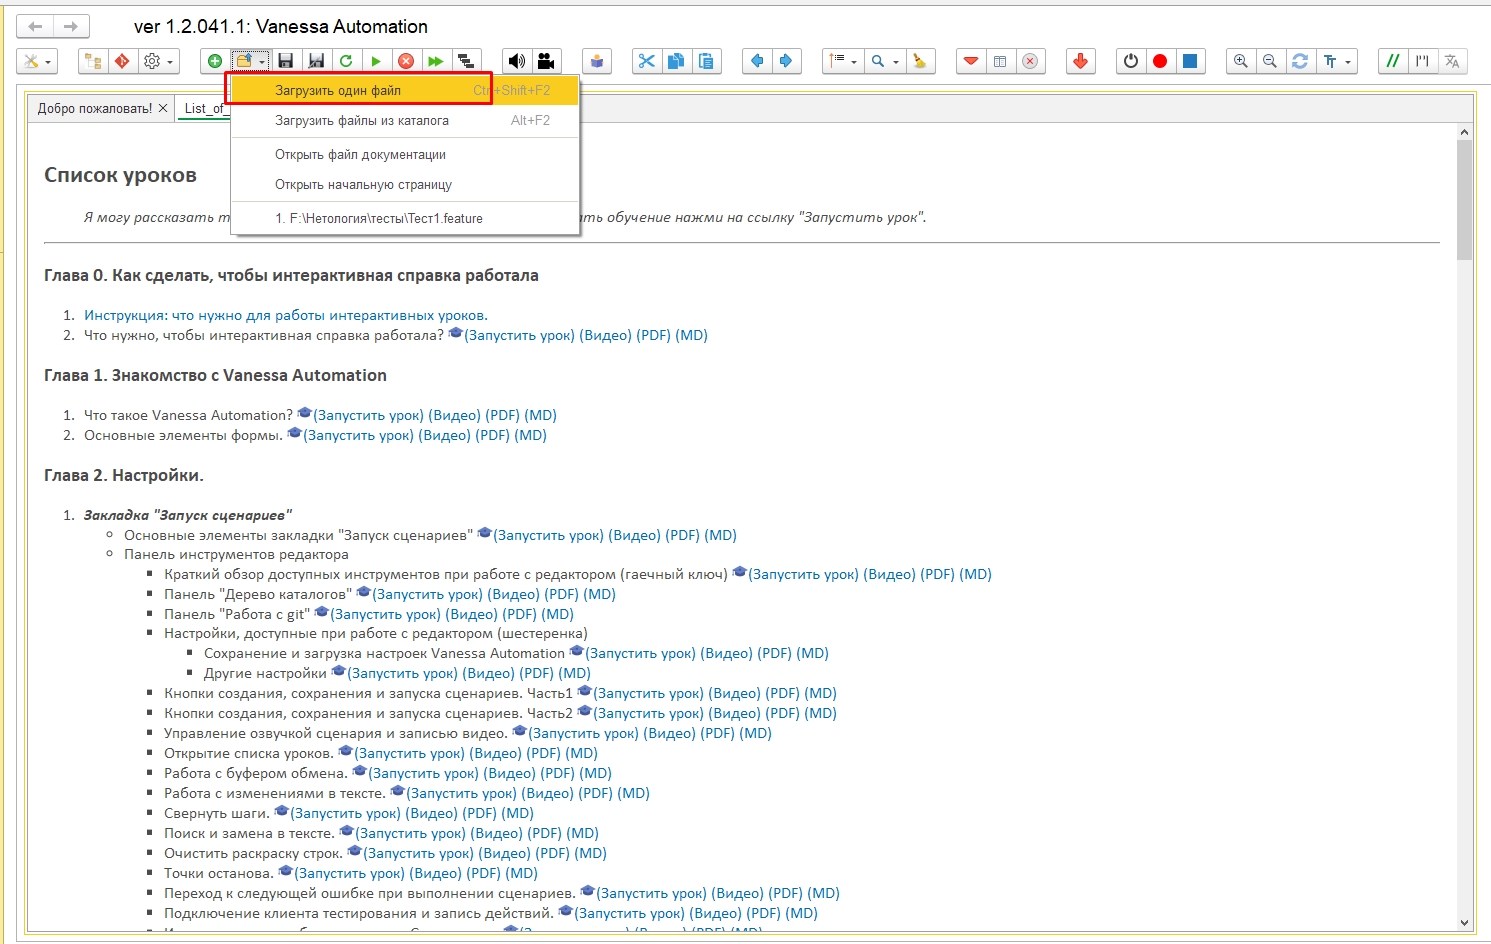 ver 1.2.041.1: Vanessa Automation
Загрузить один файл Ctrl+Shift+F2
Добро пожаловать! List_of_
Загрузить файлы из каталога Alt+F2
Открыть файл документации
Список уроков
Открыть начальную страницу
Я могу рассказать 1. F:\Нетология\тесты\Тест1.feature обучение нажми на ссылку "Запустить урок".
Глава 0. Как сделать, чтобы интерактивная справка работала
1. Инструкция: что нужно для работы интерактивных уроков.
2. Что нужно, чтобы интерактивная справка работала? (Запустить урок) (Видео) (PDF) (MD)
Глава 1. Знакомство с Vanessa Automation
1. Что такое Vanessa Automation? (Запустить урок) (Видео) (PDF) (MD)
2. Основные элементы формы. (Запустить урок) (Видео) (PDF) (MD)
Глава 2. Настройки.
1. Закладка "Запуск сценариев"
Основные элементы закладки "Запуск сценариев" (Запустить урок) (Видео) (PDF) (MD)
Панель инструментов редактора
Краткий обзор доступных инструментов при работе с редактором (гаечный ключ) (Запустить урок) (Видео) (PDF) (MD)
Панель "Дерево каталогов" (Запустить урок) (Видео) (PDF) (MD)
Панель "Работа с git" (Запустить урок) (Видео) (PDF) (MD)
Настройки, доступные при работе с редактором (шестеренка)
Сохранение и загрузка настроек Vanessa Automation (Запустить урок) (Видео) (PDF) (MD)
Другие настройки (Запустить урок) (Видео) (PDF) (MD)
Кнопки создания, сохранения и запуска сценариев. Часть1 (Запустить урок) (Видео) (PDF) (MD)
Кнопки создания, сохранения и запуска сценариев. Часть2 (Запустить урок) (Видео) (PDF) (MD)
Управление озвучкой сценария и записью видео. (Запустить урок) (Видео) (PDF) (MD)
Открытие списка уроков. (Запустить урок) (Видео) (PDF) (MD)
Работа с буфером обмена. (Запустить урок) (Видео) (PDF) (MD)
Работа с изменениями в тексте. (Запустить урок) (Видео) (PDF) (MD)
Свернуть шаги. (Запустить урок) (Видео) (PDF) (MD)
Поиск и замена в тексте. (Запустить урок) (Видео) (PDF) (MD)
Очистить раскраску строк. (Запустить урок) (Видео) (PDF) (MD)
Точки останова. (Запустить урок) (Видео) (PDF) (MD)
Переход к следующей ошибке при выполнении сценариев. (Запустить урок) (Видео) (PDF) (MD)
Подключение клиента тестирования и запись действий. (Запустить урок) (Видео) (PDF) (MD)